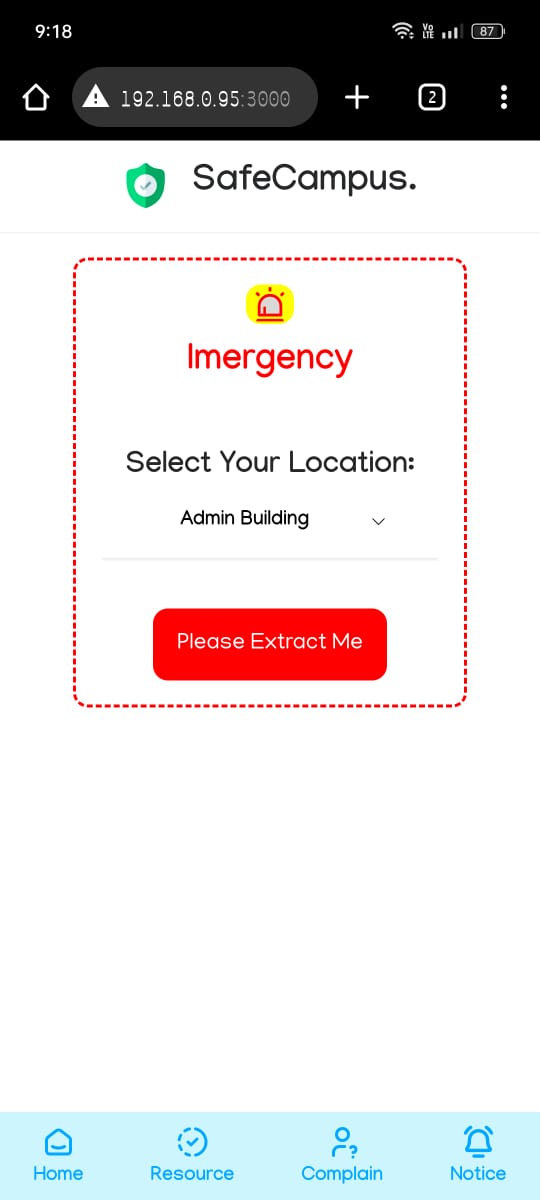 9:18
Vo
LTE
87
192.168.0.95:3000
2
SafeCampus.
Imergency
Select Your Location:
Admin Building
Please Extract Me
Home
Resource
Complain
Notice